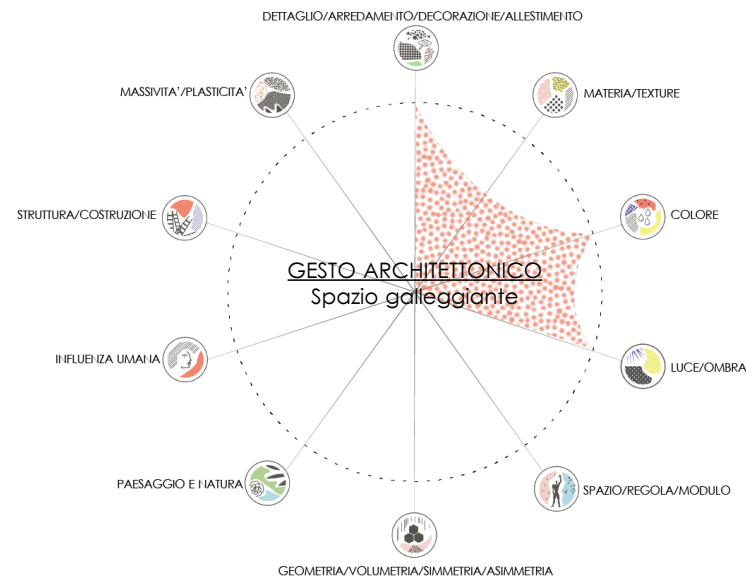 DETTAGLIO/ARREDAMENTO/DECORAZIONE/ALLESTIMENTO
MASSIVITA'/PLASTICITA'
MATERIA/TEXTURE
STRUTTURA/COSTRUZIONE
COLORE
GESTO ARCHITETTONICO
Spazio galleggiante
INFLUENZA UMANA
LUCE/OMBRA
PAESAGGIO E NATURA
SPAZIO/REGOLA/MODULO
GEOMETRIA/VOLUMETRIA/SIMMETRIA/ASIMMETRIA